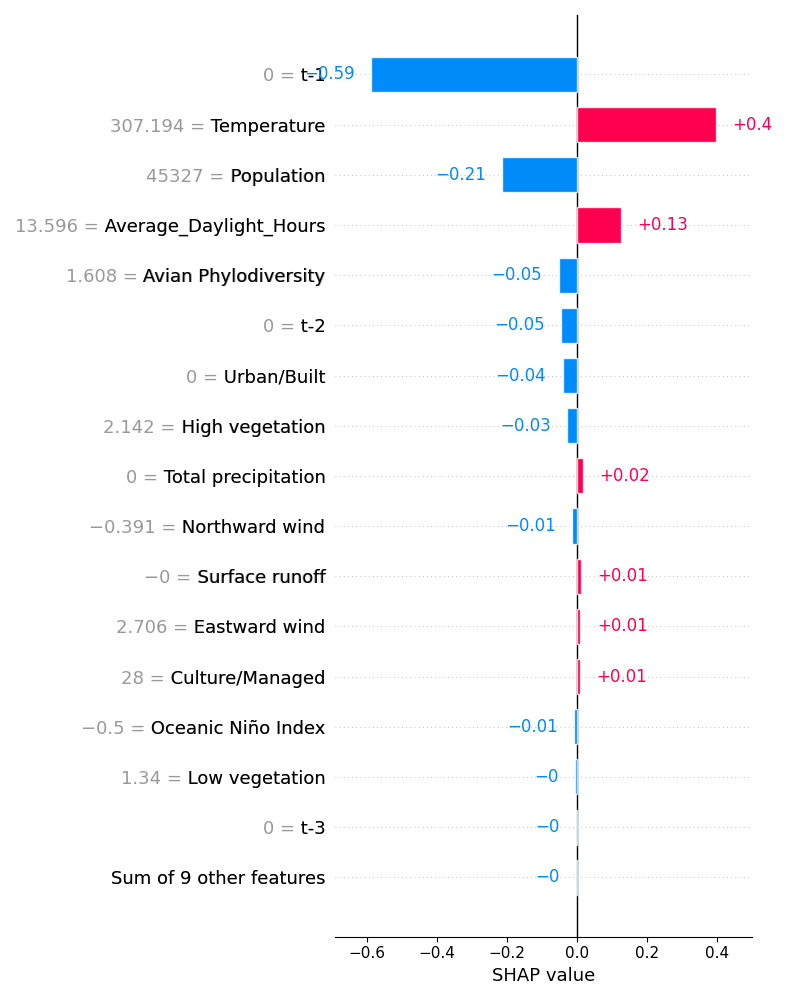 0 = t-1 −0.59
307.194 = Temperature +0.4
45327 = Population −0.21
13.596 = Average_Daylight_Hours +0.13
1.608 = Avian Phylodiversity −0.05
0 = t-2 −0.05
0 = Urban/Built −0.04
2.142 = High vegetation −0.03
0 = Total precipitation +0.02
−0.391 = Northward wind −0.01
−0 = Surface runoff +0.01
2.706 = Eastward wind +0.01
28 = Culture/Managed +0.01
−0.5 = Oceanic Niño Index −0.01
1.34 = Low vegetation −0
0 = t-3 −0
Sum of 9 other features −0
−0.6 −0.4 −0.2 0.0 0.2 0.4
SHAP value